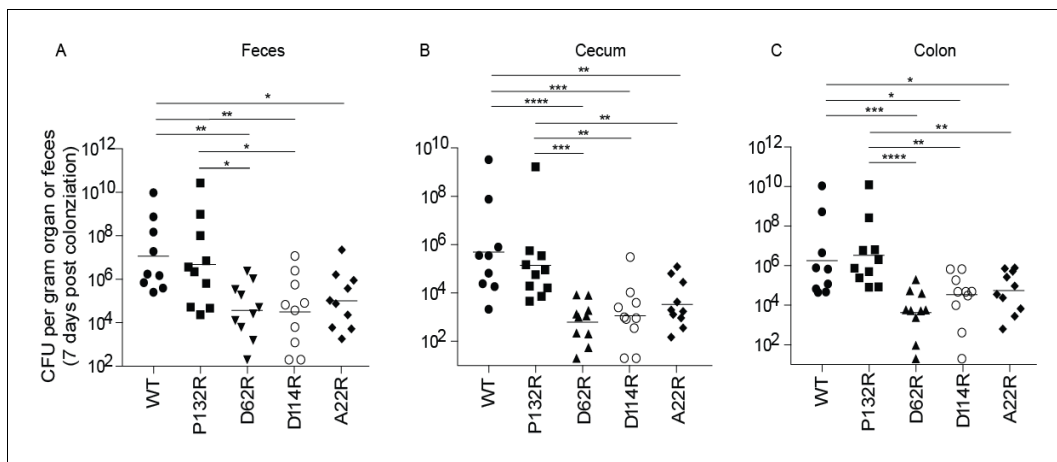 A
Feces
*
**
**
*
*
CFU per gram organ or feces
(7 days post colonziation)
10^12
10^10
10^8
10^6
10^4
10^2
WT
P132R
D62R
D114R
A22R
B
Cecum
**
***
****
**
**
***
10^10
10^8
10^6
10^4
10^2
WT
P132R
D62R
D114R
A22R
C
Colon
*
*
***
**
**
****
10^12
10^10
10^8
10^6
10^4
10^2
WT
P132R
D62R
D114R
A22R